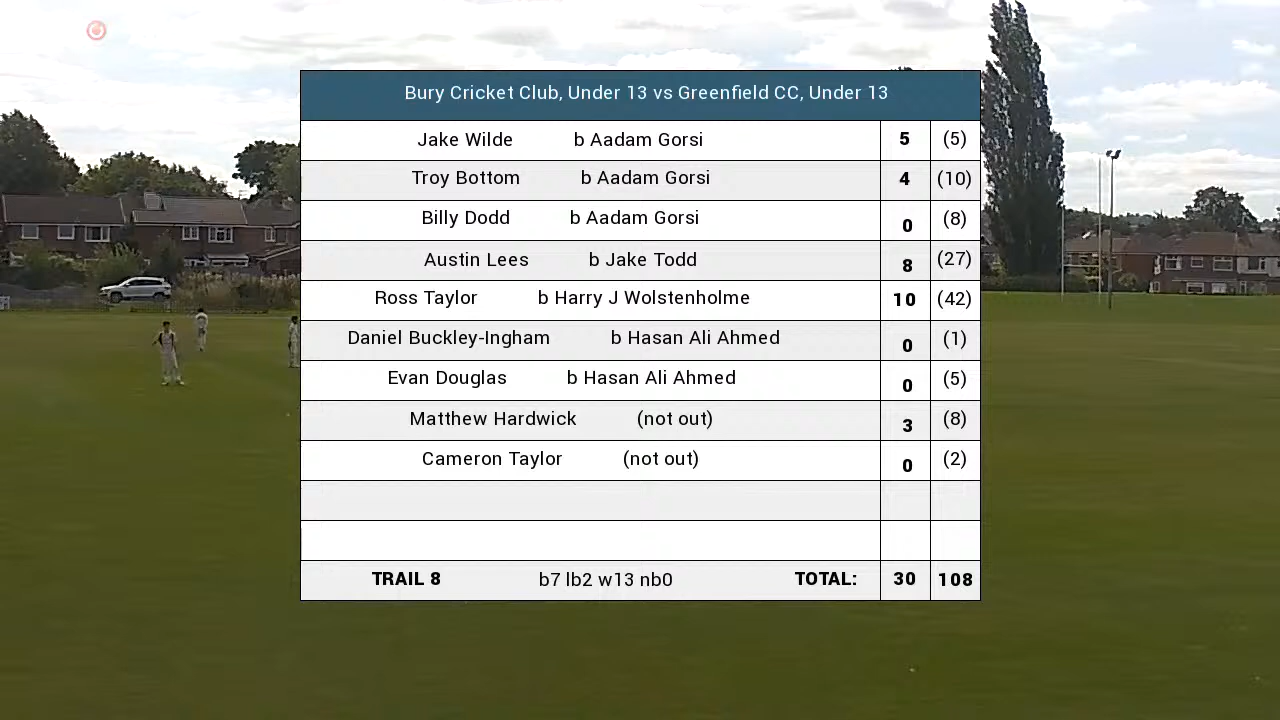 Bury Cricket Club, Under 13 vs Greenfield CC, Under 13
Jake Wilde b Aadam Gorsi 5 (5)
Troy Bottom b Aadam Gorsi 4 (10)
Billy Dodd b Aadam Gorsi 0 (8)
Austin Lees b Jake Todd 8 (27)
Ross Taylor b Harry J Wolstenholme 10 (42)
Daniel Buckley-Ingham b Hasan Ali Ahmed 0 (1)
Evan Douglas b Hasan Ali Ahmed 0 (5)
Matthew Hardwick (not out) 3 (8)
Cameron Taylor (not out) 0 (2)
TRAIL 8 b7 lb2 w13 nb0 TOTAL: 30 108